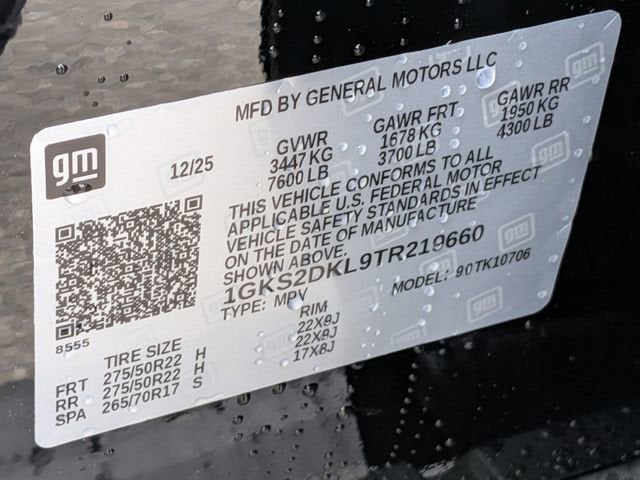 MFD BY GENERAL MOTORS LLC
gm
12/25
GVWR GAWR FRT GAWR RR
3447 KG 1678 KG 1950 KG
7600 LB 3700 LB 4300 LB
THIS VEHICLE CONFORMS TO ALL
APPLICABLE U.S. FEDERAL MOTOR
VEHICLE SAFETY STANDARDS IN EFFECT
ON THE DATE OF MANUFACTURE
SHOWN ABOVE.
1GKS2DKL9TR219660
TYPE: MPV MODEL: 90TK10706
8555
TIRE SIZE RIM
FRT 275/50R22 H 22X9J
RR 275/50R22 H 22X9J
SPA 265/70R17 S 17X8J